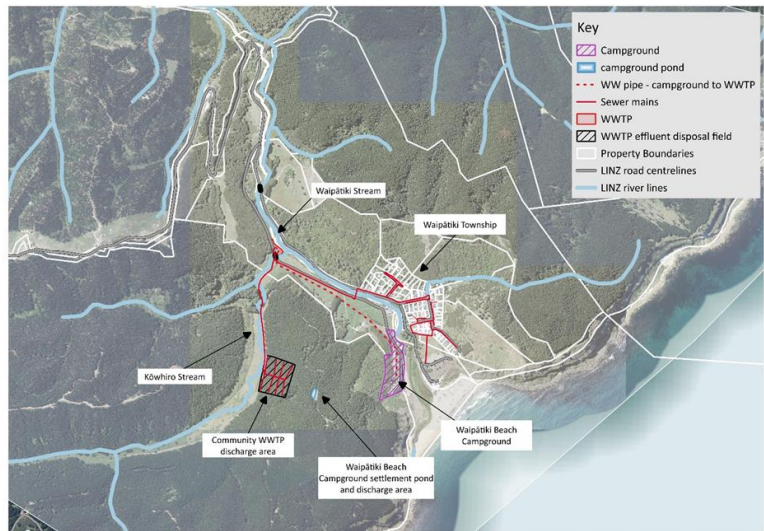 Key
Campground
campground pond
WW pipe - campground to WWTP
Sewer mains
WWTP
WWTP effluent disposal field
Property Boundaries
LINZ road centrelines
LINZ river lines
Waipātiki Stream
Waipātiki Township
Kōwhiro Stream
Community WWTP
discharge area
Waipātiki Beach
Campground settlement pond
and discharge area
Waipātiki Beach
Campground